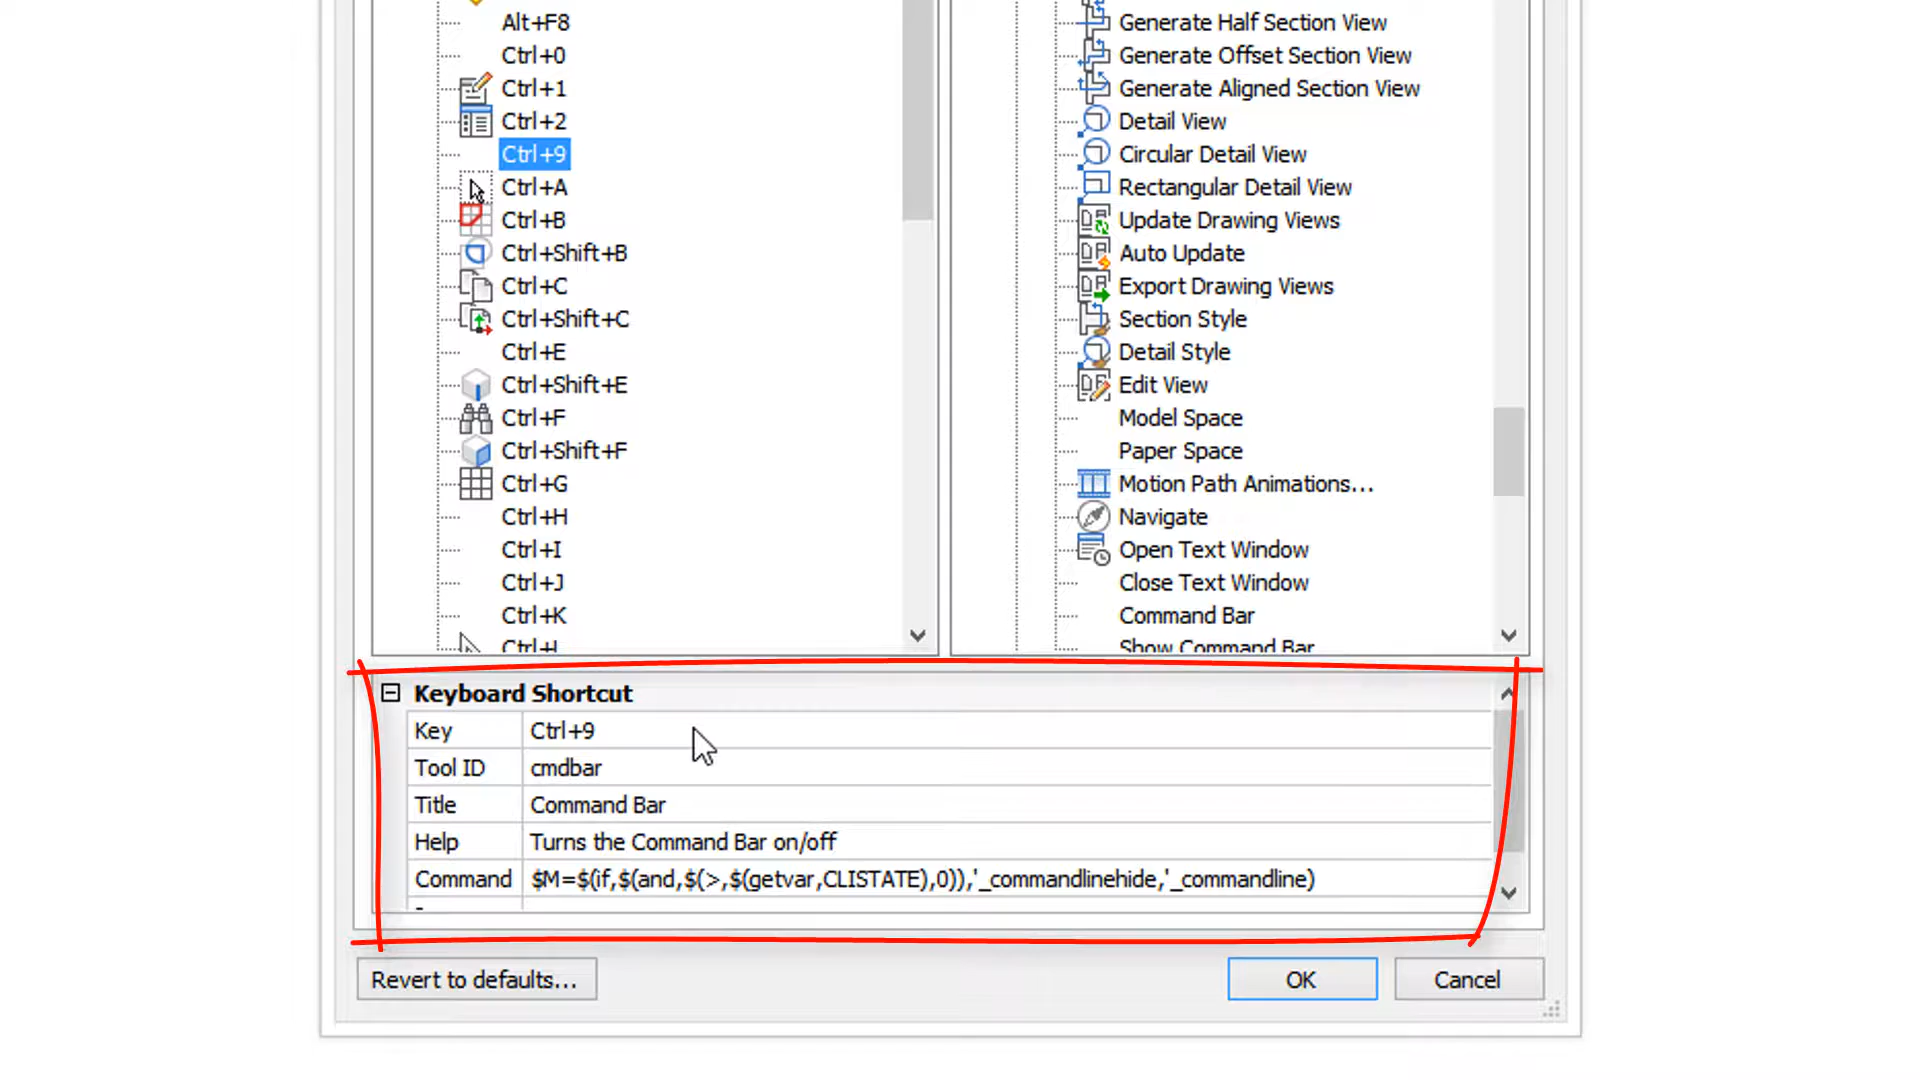 Alt+F8
Ctrl+0
Ctrl+1
Ctrl+2
Ctrl+9
Ctrl+A
Ctrl+B
Ctrl+Shift+B
Ctrl+C
Ctrl+Shift+C
Ctrl+E
Ctrl+Shift+E
Ctrl+F
Ctrl+Shift+F
Ctrl+G
Ctrl+H
Ctrl+I
Ctrl+J
Ctrl+K
Ctrl+L
Generate Half Section View
Generate Offset Section View
Generate Aligned Section View
Detail View
Circular Detail View
Rectangular Detail View
Update Drawing Views
Auto Update
Export Drawing Views
Section Style
Detail Style
Edit View
Model Space
Paper Space
Motion Path Animations...
Navigate
Open Text Window
Close Text Window
Command Bar
Show Command Bar
Keyboard Shortcut
Key Ctrl+9
Tool ID cmdbar
Title Command Bar
Help Turns the Command Bar on/off
Command $M=$(if,$(and,$(>,$(getvar,CLISTATE),0)),'_commandlinehide,'_commandline)
Revert to defaults...
OK
Cancel